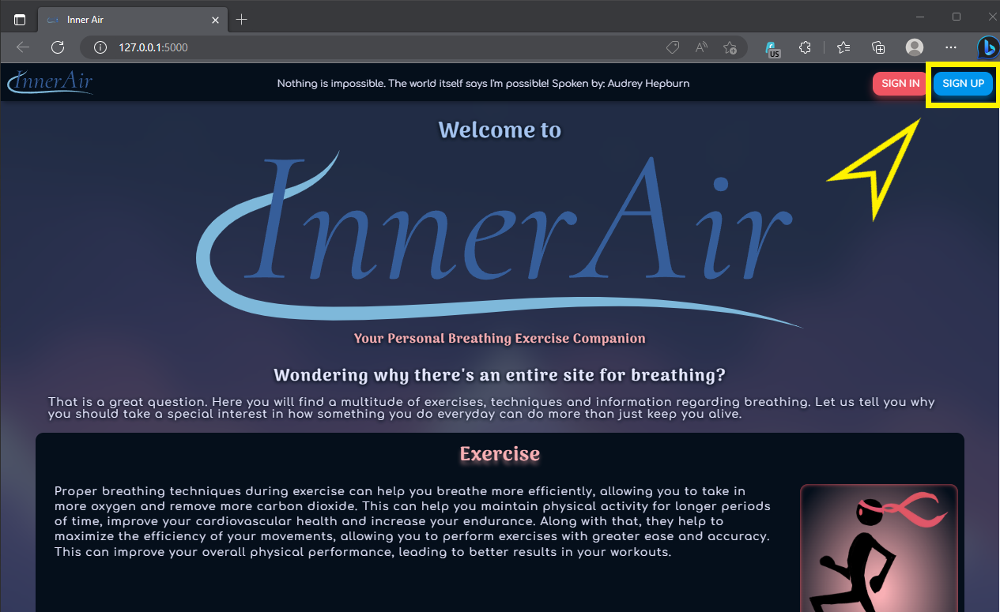 Inner Air
127.0.0.1:5000
US
InnerAir
Nothing is impossible. The world itself says I'm possible! Spoken by: Audrey Hepburn
SIGN IN
SIGN UP
Welcome to
InnerAir
Your Personal Breathing Exercise Companion
Wondering why there's an entire site for breathing?
That is a great question. Here you will find a multitude of exercises, techniques and information regarding breathing. Let us tell you why
you should take a special interest in how something you do everyday can do more than just keep you alive.
Exercise
Proper breathing techniques during exercise can help you breathe more efficiently, allowing you to take in
more oxygen and remove more carbon dioxide. This can help you maintain physical activity for longer periods
of time, improve your cardiovascular health and increase your endurance. Along with that, they help to
maximize the efficiency of your movements, allowing you to perform exercises with greater ease and accuracy.
This can improve your overall physical performance, leading to better results in your workouts.